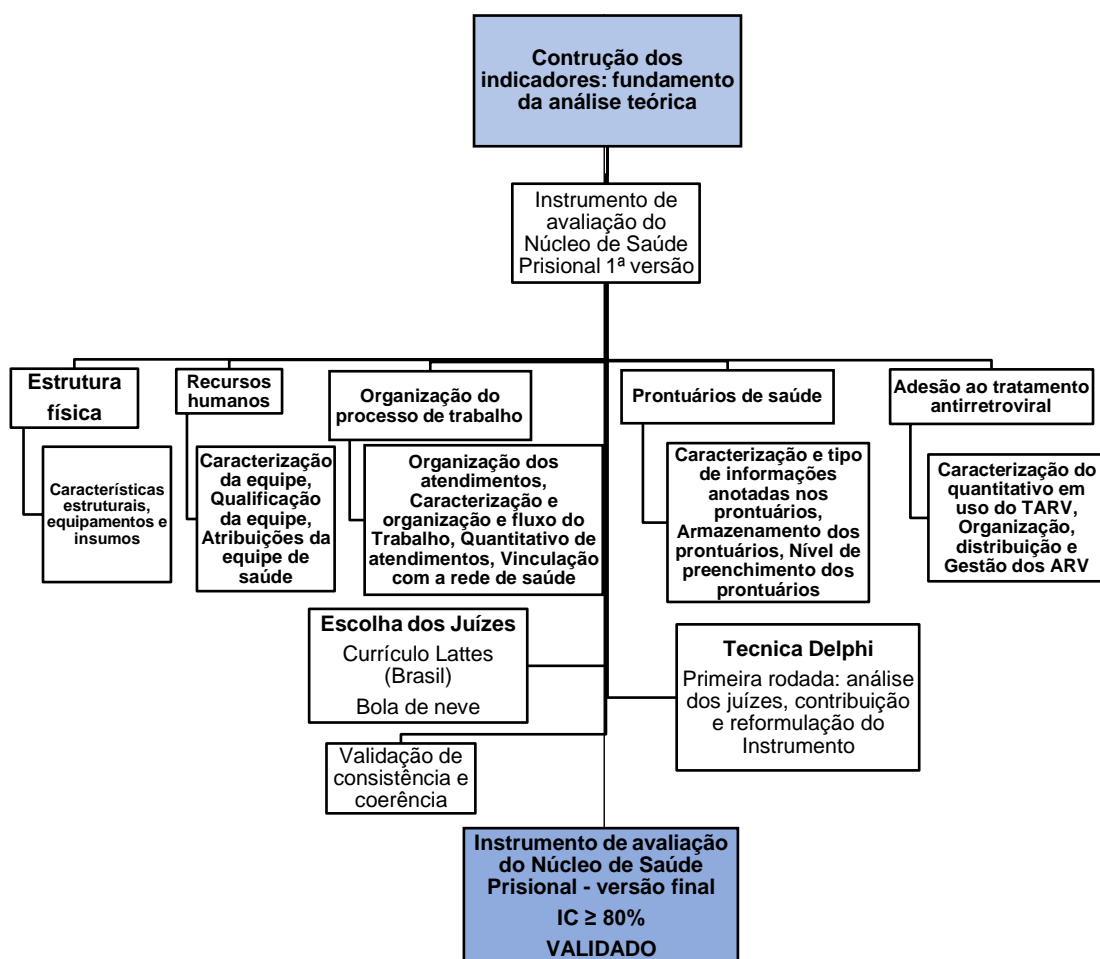 Contrução dos
indicadores: fundamento
da análise teórica
Instrumento de
avaliação do
Núcleo de Saúde
Prisional 1ª versão
Estrutura
física
Recursos
humanos
Organização do
processo de trabalho
Prontuários de saúde
Adesão ao tratamento
antirretroviral
Características
estruturais,
equipamentos e
insumos
Caracterização
da equipe,
Qualificação
da equipe,
Atribuições da
equipe de
saúde
Organização dos
atendimentos,
Caracterização e
organização e fluxo do
Trabalho, Quantitativo de
atendimentos, Vinculação
com a rede de saúde
Caracterização e tipo
de informações
anotadas nos
prontuários,
Armazenamento dos
prontuários, Nível de
preenchimento dos
prontuários
Caracterização do
quantitativo em
uso do TARV,
Organização,
distribuição e
Gestão dos ARV
Escolha dos Juízes
Currículo Lattes
(Brasil)
Bola de neve
Tecnica Delphi
Primeira rodada: análise
dos juízes, contribuição
e reformulação do
Instrumento
Validação de
consistência e
coerência
Instrumento de avaliação
do Núcleo de Saúde
Prisional - versão final
IC ≥ 80%
VALIDADO